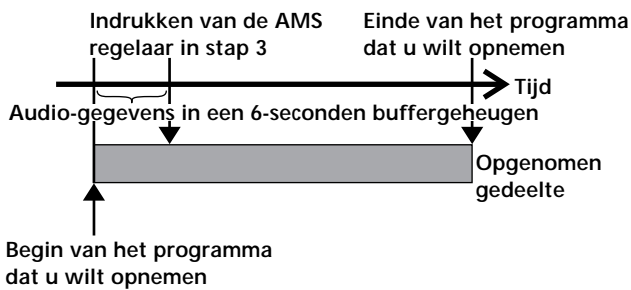 Indrukken van de AMS
regelaar in stap 3
Einde van het programma
dat u wilt opnemen
Tijd
Audio-gegevens in een 6-seconden buffergeheugen
Opgenomen
gedeelte
Begin van het programma
dat u wilt opnemen